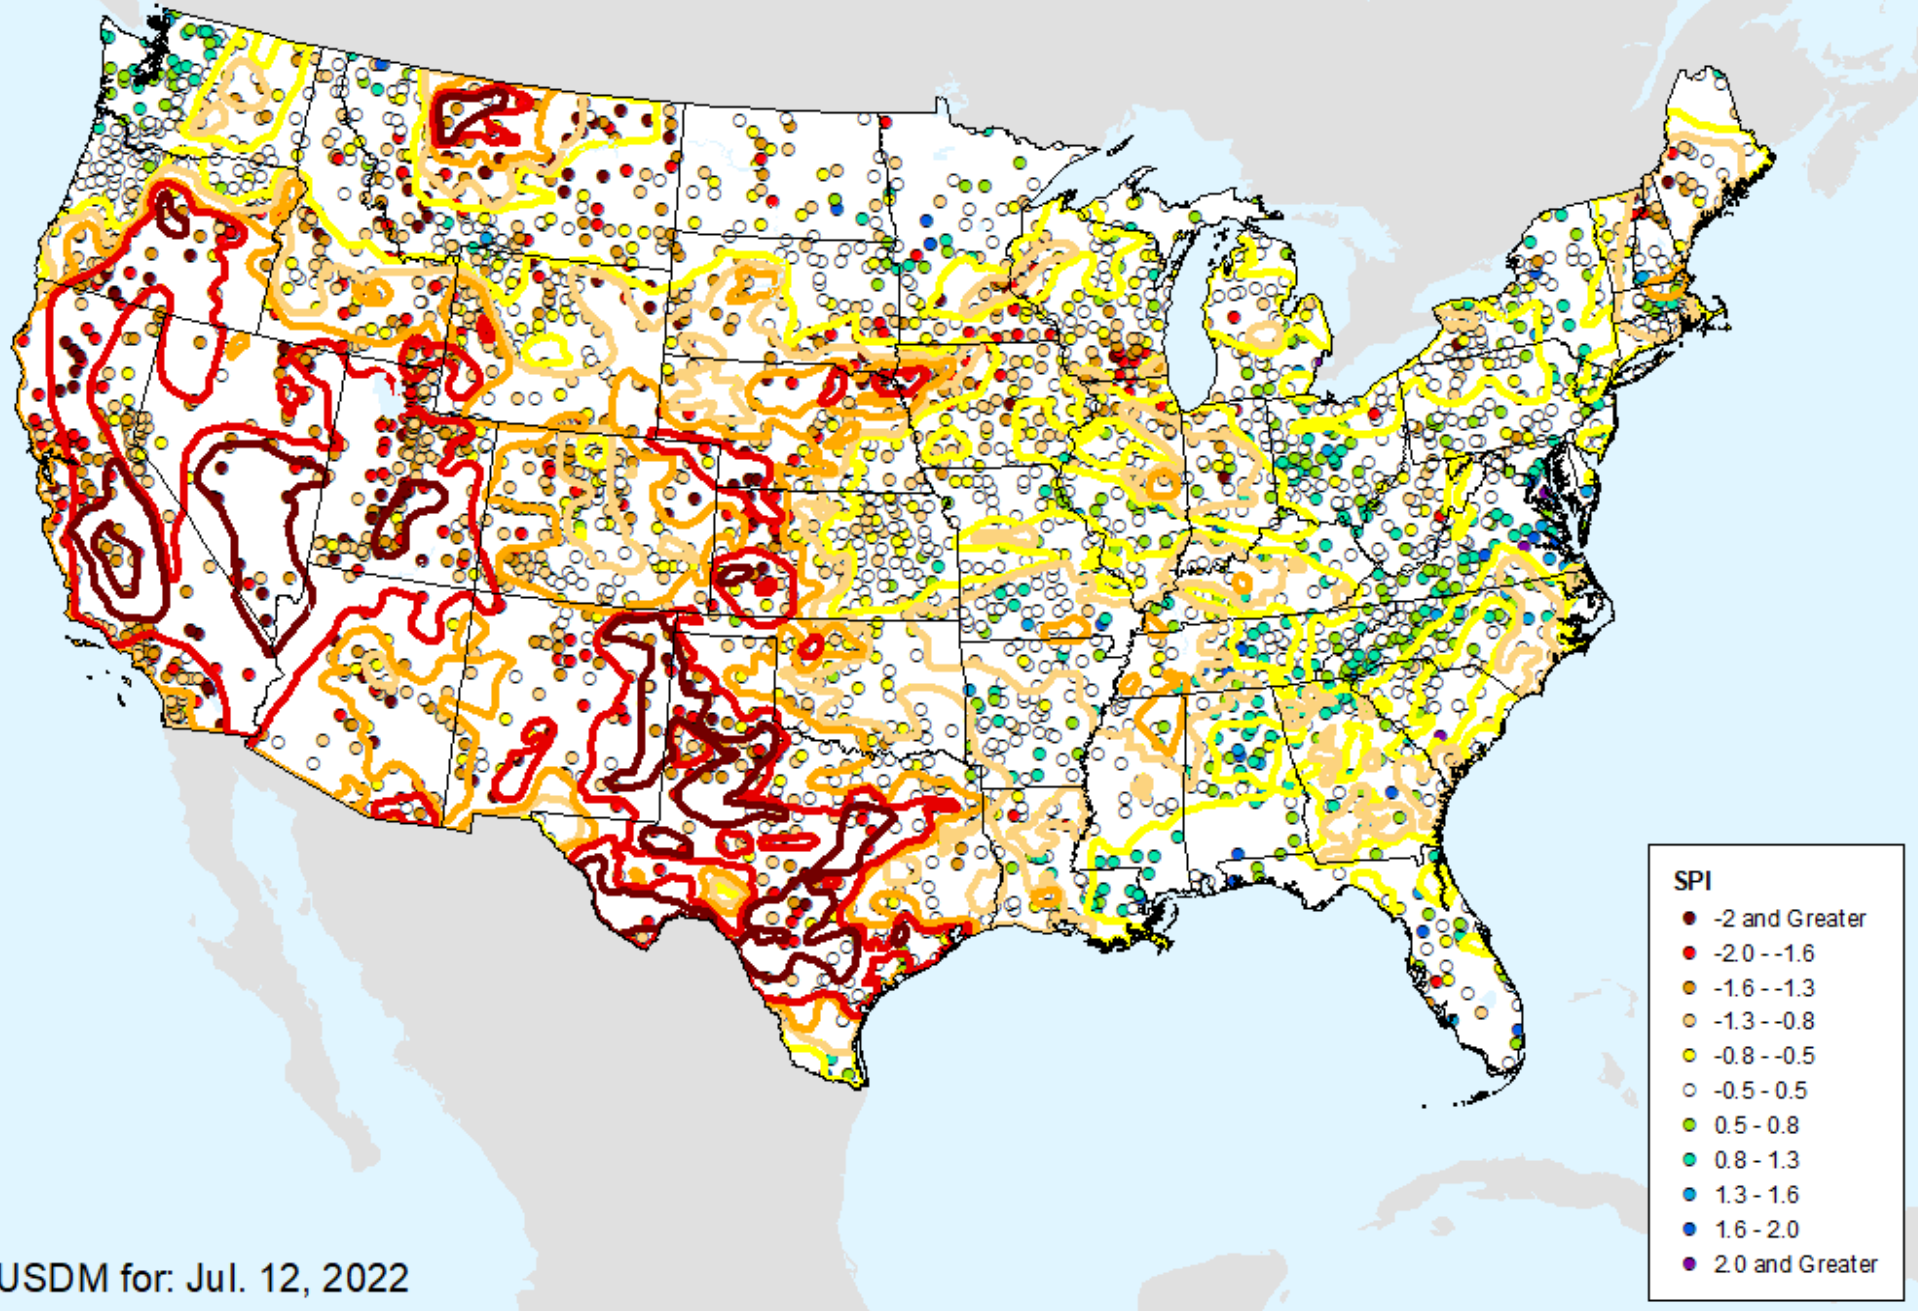 SPI
-2 and Greater
-2.0 - -1.6
-1.6 - -1.3
-1.3 - -0.8
-0.8 - -0.5
-0.5 - 0.5
0.5 - 0.8
0.8 - 1.3
1.3 - 1.6
1.6 - 2.0
2.0 and Greater
USDM for: Jul. 12, 2022